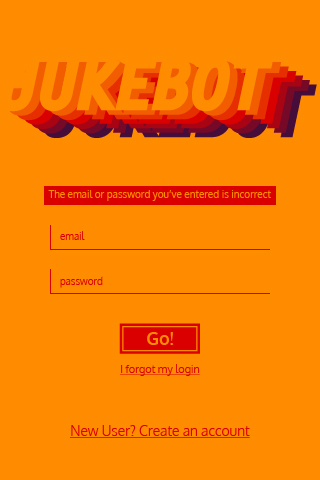 JUKEBOT
The email or password you've entered is incorrect
email
password
Go!
I forgot my login
New User? Create an account